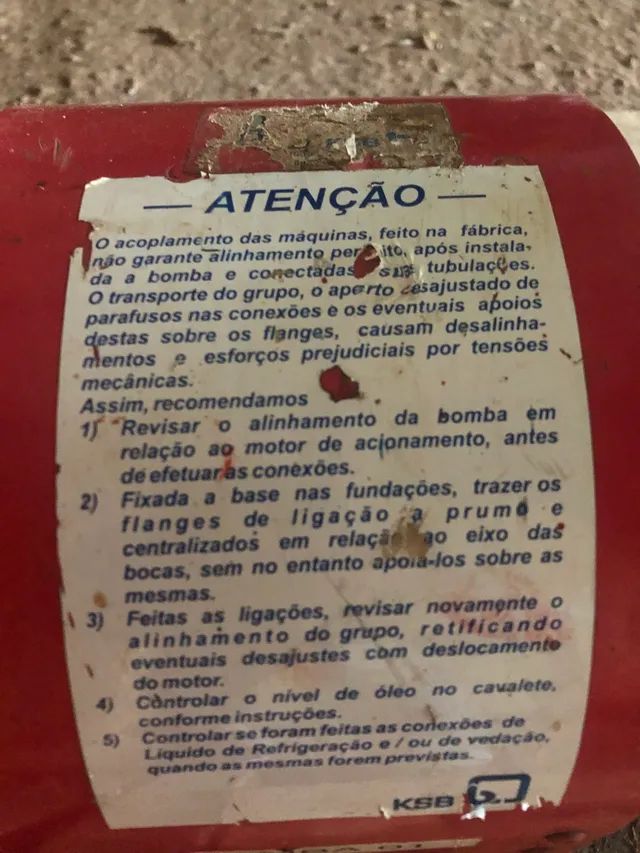 — ATENÇÃO —
O acoplamento das máquinas, feito na fábrica,
não garante alinhamento após instala-
da a bomba e conectadas tubulações.
O transporte do grupo, o aperto desajustado de
parafusos nas conexões e os eventuais apoios
destas sobre os flanges, causam desalinha-
mentos e esforços prejudiciais por tensões
mecânicas.
Assim, recomendamos
1) Revisar o alinhamento da bomba em
relação ao motor de acionamento, antes
de efetuar as conexões.
2) Fixada a base nas fundações, trazer os
flanges de ligação a prumo e
centralizados em relação ao eixo das
bocas, sem no entanto apoiá-los sobre as
mesmas.
3) Feitas as ligações, revisar novamente o
alinhamento do grupo, retificando
eventuais desajustes com deslocamento
do motor.
4) Controlar o nível de óleo no cavalete,
conforme instruções.
5) Controlar se foram feitas as conexões de
Líquido de Refrigeração e / ou de vedação,
quando as mesmas forem previstas.
KSB